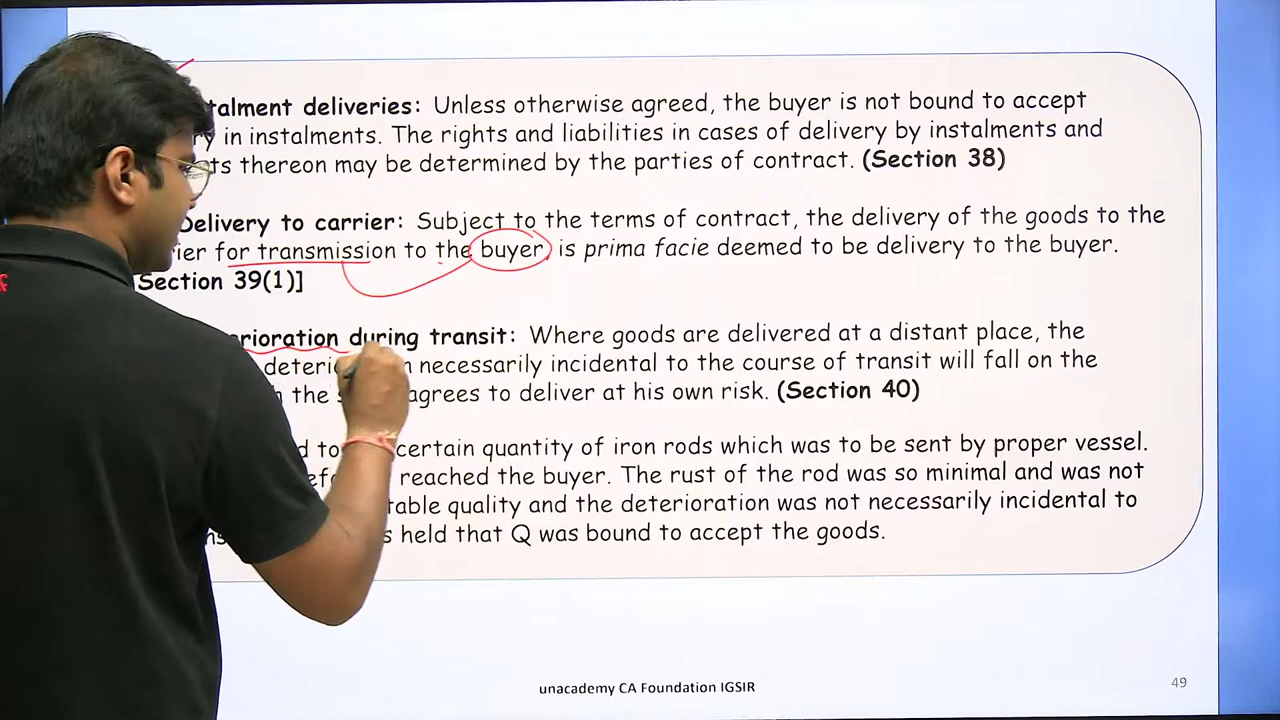 talment deliveries: Unless otherwise agreed, the buyer is not bound to accept
in instalments. The rights and liabilities in cases of delivery by instalments and
thereon may be determined by the parties of contract. (Section 38)
Delivery to carrier: Subject to the terms of contract, the delivery of the goods to the
ier for transmission to the buyer, is prima facie deemed to be delivery to the buyer.
Section 39(1)]
rioration during transit: Where goods are delivered at a distant place, the
necessarily incidental to the course of transit will fall on the
the agrees to deliver at his own risk. (Section 40)
certain quantity of iron rods which was to be sent by proper vessel.
reached the buyer. The rust of the rod was so minimal and was not
table quality and the deterioration was not necessarily incidental to
held that Q was bound to accept the goods.
unacademy CA Foundation IGSIR
49